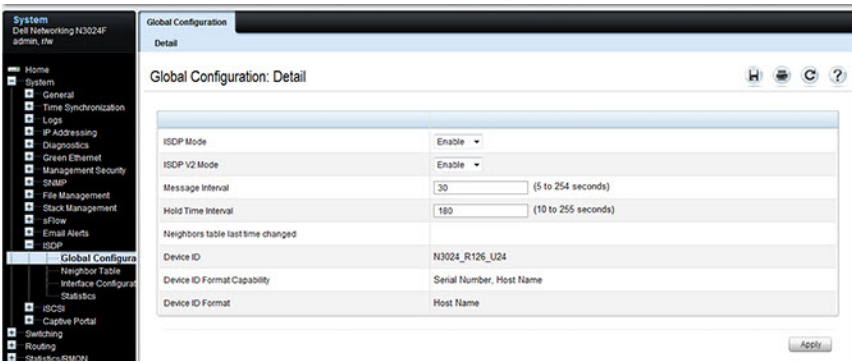 System
Dell Networking N3024F
admin, r/w
Home
System
General
Time Synchronization
Logs
IP Addressing
Diagnostics
Green Ethernet
Management Security
SNMP
File Management
Stack Management
sFlow
Email Alerts
ISDP
Global Configura
Neighbor Table
Interface Configurat
Statistics
iSCSI
Captive Portal
Switching
Routing
Statistics/RMON
Global Configuration
Detail
Global Configuration: Detail
ISDP Mode Enable
ISDP V2 Mode Enable
Message Interval 30 (5 to 254 seconds)
Hold Time Interval 180 (10 to 255 seconds)
Neighbors table last time changed
Device ID N3024_R126_U24
Device ID Format Capability Serial Number, Host Name
Device ID Format Host Name
Apply